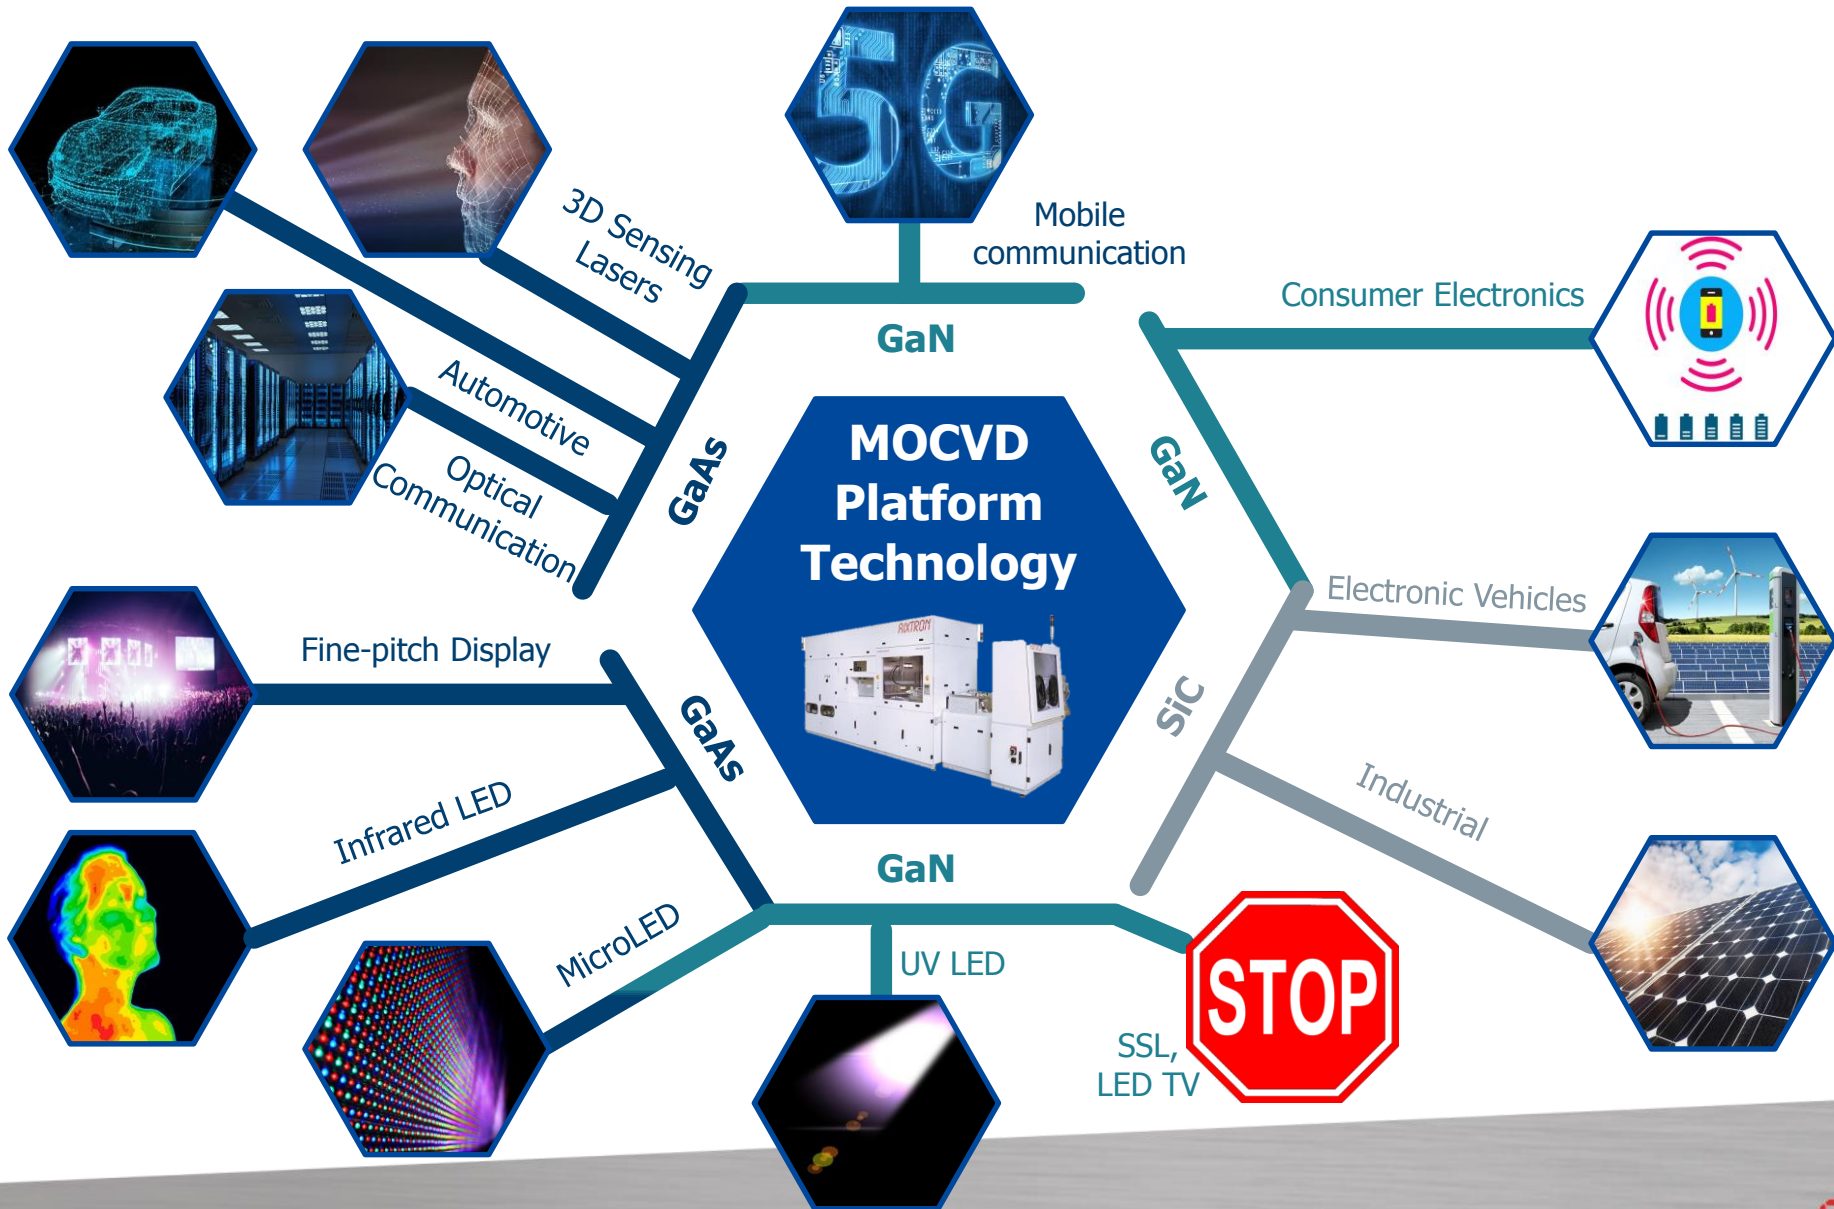 5G
3D Sensing
Lasers
Mobile
communication
Consumer Electronics
GaN
Automotive
Optical
Communication
GaAs
GaN
MOCVD
Platform
Technology
AIXTRON
Electronic Vehicles
Fine-pitch Display
SiC
GaAs
Industrial
Infrared LED
GaN
MicroLED
UV LED
STOP
SSL,
LED TV